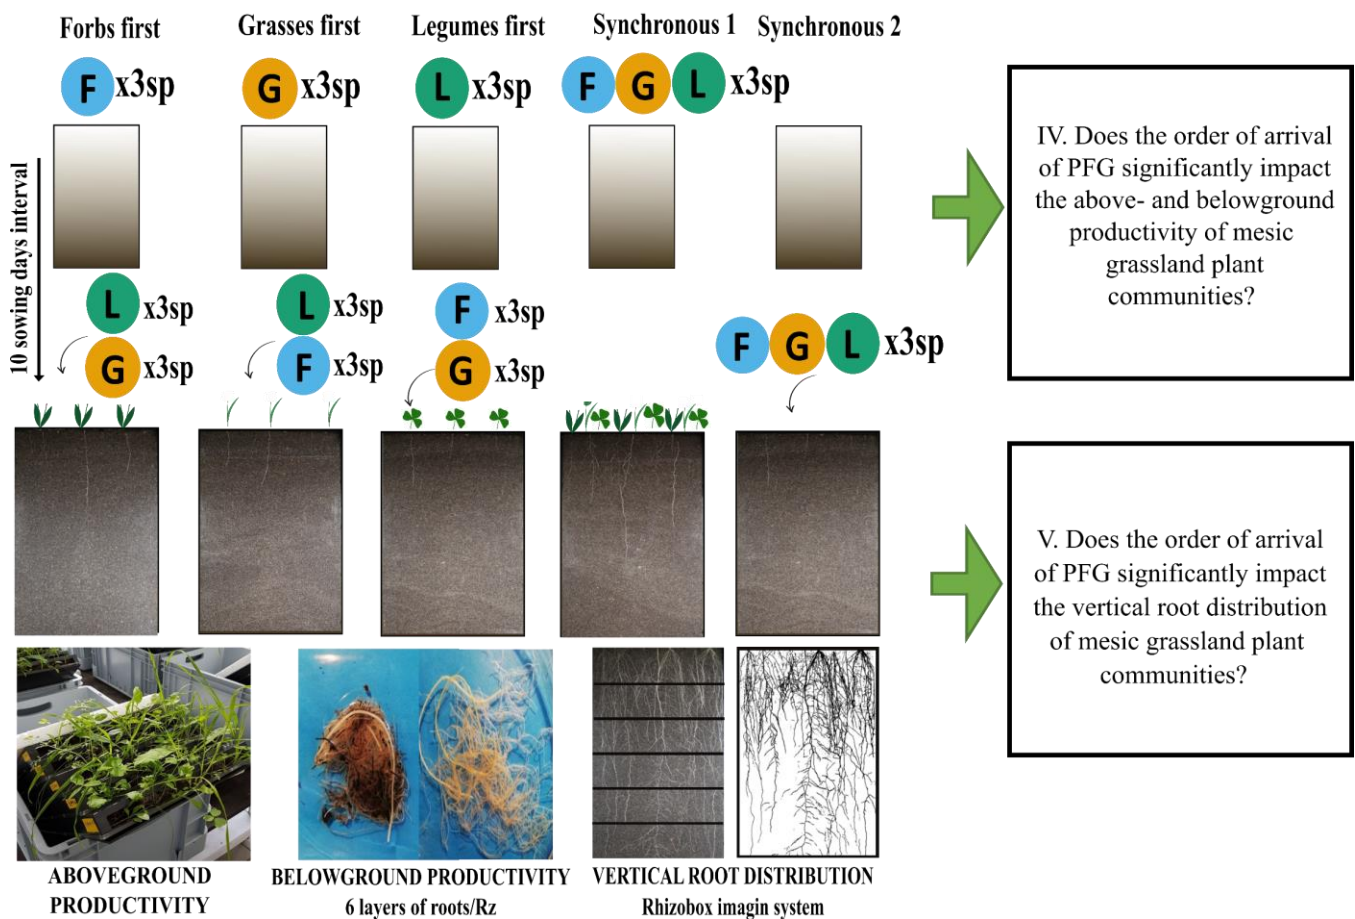 Forbs first
Grasses first
Legumes first
Synchronous 1
Synchronous 2
F x3sp
G x3sp
L x3sp
F G L x3sp
10 sowing days interval
L x3sp
G x3sp
L x3sp
F x3sp
F x3sp
G x3sp
F G L x3sp
IV. Does the order of arrival
of PFG significantly impact
the above- and belowground
productivity of mesic
grassland plant
communities?
V. Does the order of arrival
of PFG significantly impact
the vertical root distribution
of mesic grassland plant
communities?
ABOVEGROUND
PRODUCTIVITY
BELOWGROUND PRODUCTIVITY
6 layers of roots/Rz
VERTICAL ROOT DISTRIBUTION
Rhizobox imagin system